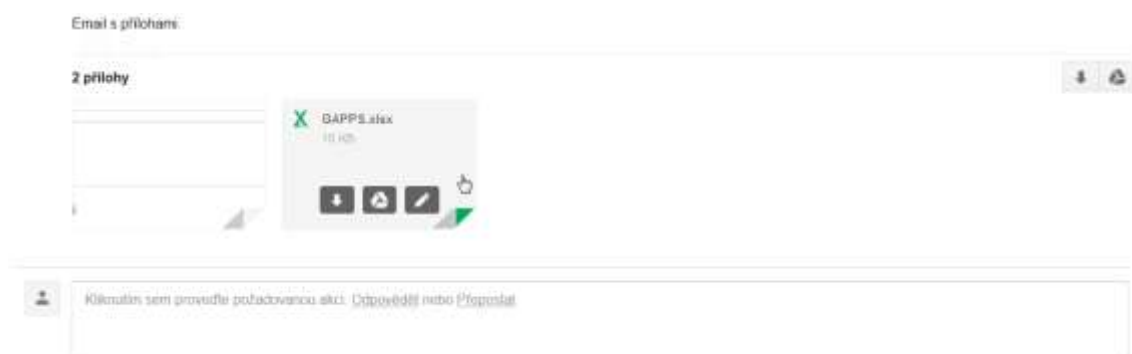 Email s přílohami
2 přílohy
GAPPS.xlsx
10 KB
Kliknutím sem proveďte požadovanou akci: Odpovědět nebo Přeposlat